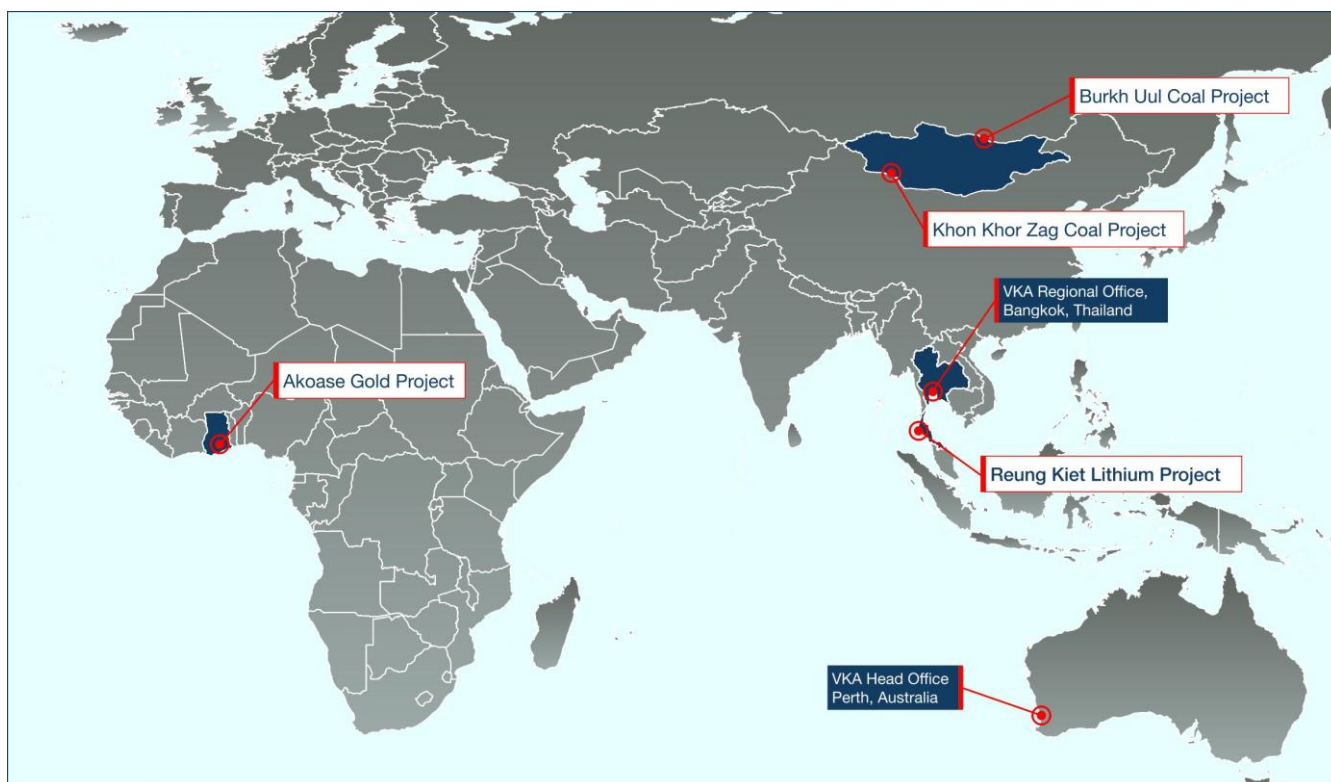 Burkh Uul Coal Project
Khon Khor Zag Coal Project
VKA Regional Office,
Bangkok, Thailand
Akoase Gold Project
Reung Kiet Lithium Project
VKA Head Office
Perth, Australia